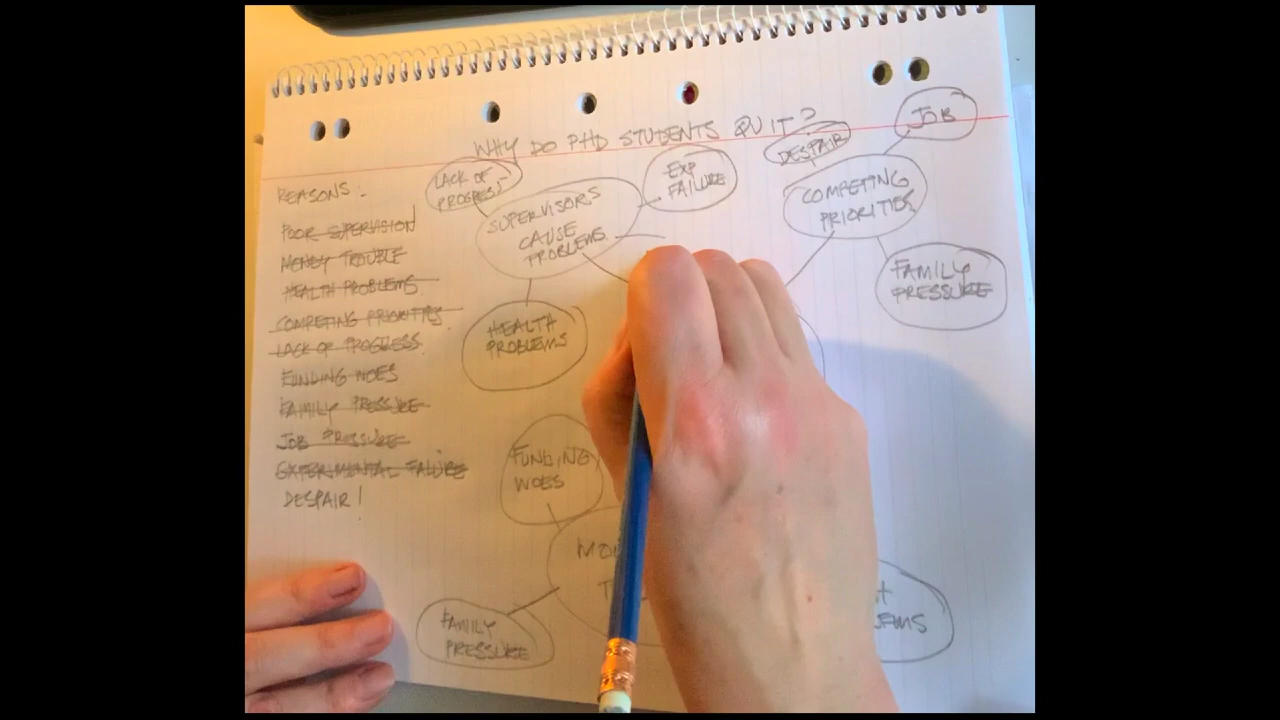 WHY DO PHD STUDENTS QUIT?
REASONS:
POOR SUPERVISION
MONEY TROUBLE
HEALTH PROBLEMS
COMPETING PRIORITIES
LACK OF PROGRESS
FUNDING WOES
FAMILY PRESSURE
JOB PRESSURE
EXPERIMENTAL FAILURE
DESPAIR!
LACK OF
PROGRESS
SUPERVISORS
CAUSE
PROBLEMS
EXP
FAILURE
HEALTH
PROBLEMS
DESPAIR
JOB
COMPETING
PRIORITIES
FAMILY
PRESSURE
FUNDING
WOES
FAMILY
PRESSURE